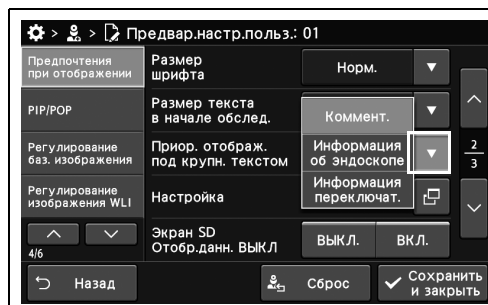 > > Предвар.настр.польз.: 01
Предпочтения
при отображении
PIP/POP
Регулирование
баз. изображения
Регулирование
изображения WLI
4/6
Размер
шрифта
Норм.
Размер текста
в начале обслед.
Коммент.
Приор. отображ.
под крупн. текстом
Информация
об эндоскопе
Информация
переключат.
Настройка
Экран SD
Отобр.данн. ВЫКЛ
ВЫКЛ.
ВКЛ.
2
3
Назад
Сброс
Сохранить
и закрыть